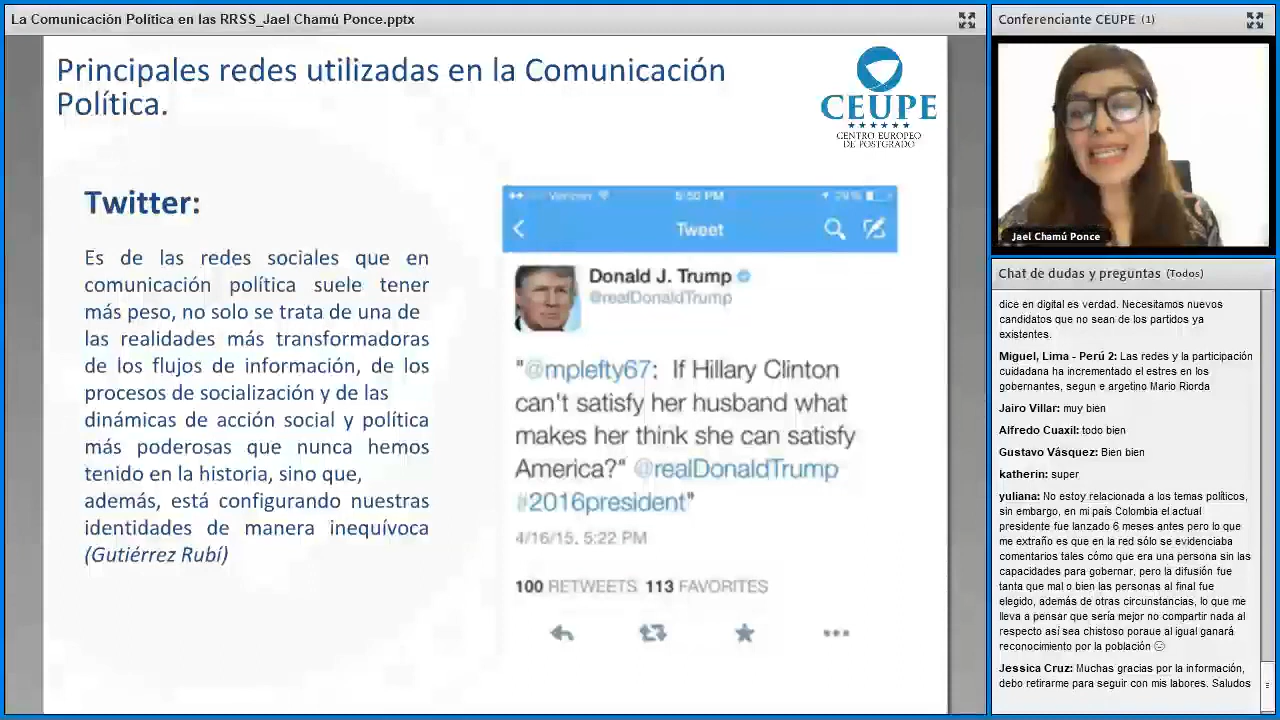 La Comunicación Política en las RRSS_Jael Chamú Ponce.pptx
Principales redes utilizadas en la Comunicación
Política.
CEUPE
CENTRO EUROPEO
DE POSTGRADO
Twitter:
Es de las redes sociales que en
comunicación política suele tener
más peso, no solo se trata de una de
las realidades más transformadoras
de los flujos de información, de los
procesos de socialización y de las
dinámicas de acción social y política
más poderosas que nunca hemos
tenido en la historia, sino que,
además, está configurando nuestras
identidades de manera inequívoca
(Gutiérrez Rubí)
Verizon 5:50 PM
Tweet
Donald J. Trump
@realDonaldTrump
"@mplefty67: If Hillary Clinton
can't satisfy her husband what
makes her think she can satisfy
America?" @realDonaldTrump
#2016president"
4/16/15, 5:22 PM
100 RETWEETS 113 FAVORITES
Conferenciante CEUPE (1)
Jael Chamú Ponce
Chat de dudas y preguntas (Todos)
dice en digital es verdad. Necesitamos nuevos
candidatos que no sean de los partidos ya
existentes.
Miguel, Lima - Perú 2: Las redes y la participación
cuidadana ha incrementado el estres en los
gobernantes, segun e argetino Mario Riorda
Jairo Villar: muy bien
Alfredo Cuaxil: todo bien
Gustavo Vásquez: Bien bien
katherin: super
yuliana: No estoy relacionada a los temas políticos,
sin embargo, en mi país Colombia el actual
presidente fue lanzado 6 meses antes pero lo que
me extraño es que en la red sólo se evidenciaba
comentarios tales cómo que era una persona sin las
capacidades para gobernar, pero la difusión fue
tanta que mal o bien las personas al final fue
elegido, además de otras circunstancias, lo que me
lleva a pensar que sería mejor no compartir nada al
respecto así sea chistoso poraue al igual ganará
reconocimiento por la población
Jessica Cruz: Muchas gracias por la información,
debo retirarme para seguir con mis labores. Saludos